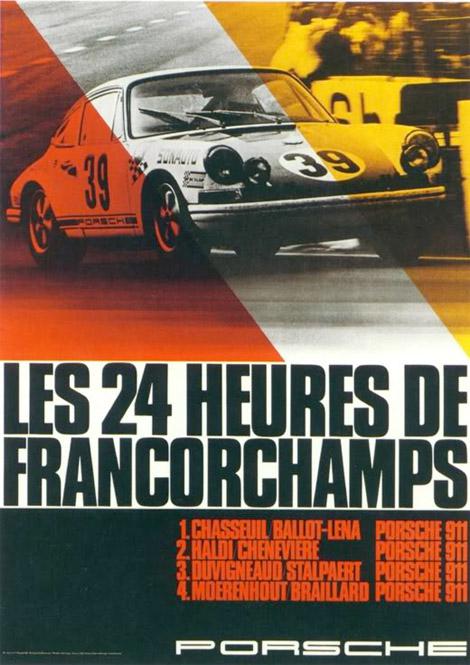 SONAUTO
39
39
PORSCHE
LES 24 HEURES DE
FRANCORCHAMPS
1. CHASSEUIL, BALLOT-LENA PORSCHE 911
2. HALDI, CHENEVIERE PORSCHE 911
3. DUVIGNEAUD STALPAERT PORSCHE 911
4. MOERENHOUT BRAILLARD PORSCHE 911
PORSCHE